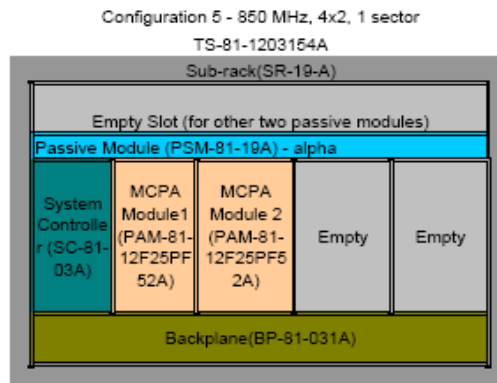 Configuration 5 - 850 MHz, 4x2, 1 sector
TS-81-1203154A
Sub-rack(SR-19-A)
Empty Slot (for other two passive modules)
Passive Module (PSM-81-19A) - alpha
System
Controlle
r (SC-81-
03A)
MCPA
Module1
(PAM-81-
12F25PF
52A)
MCPA
Module 2
(PAM-81-
12F25PF5
2A)
Empty
Empty
Backplane(BP-81-031A)